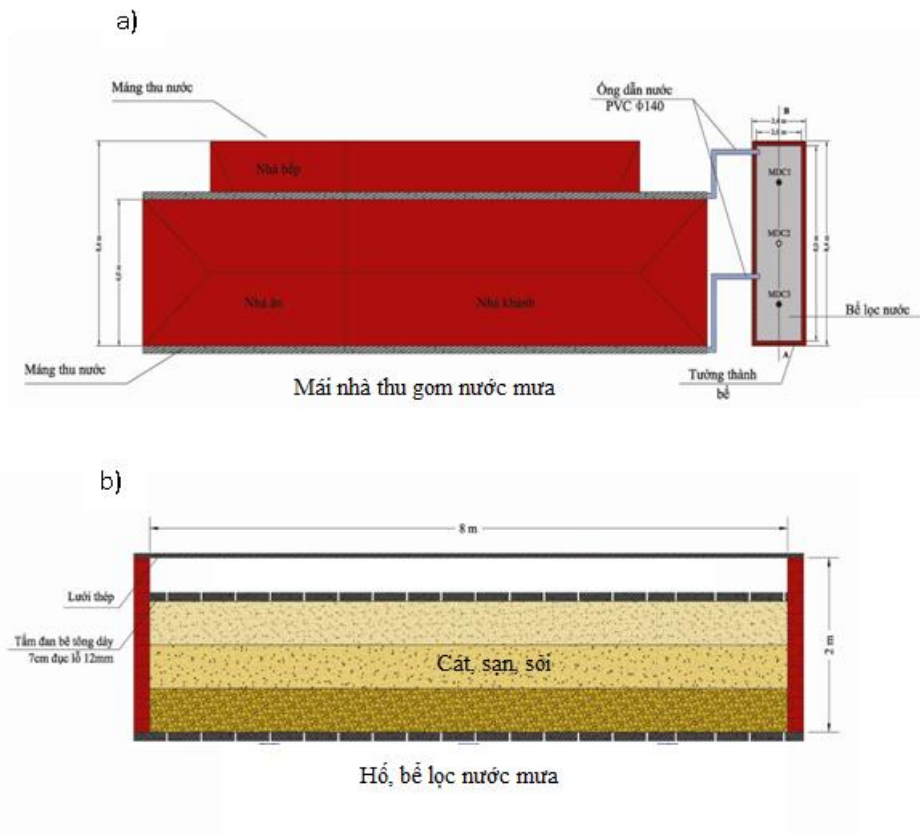 a)
Máng thu nước
Ống dẫn nước
PVC Φ140
B
Nhà bếp
MDC1
MDC2
MDC3
Nhà ăn
Nhà khánh
Bể lọc nước
A
Máng thu nước
Tường thành
bể
Mái nhà thu gom nước mưa
b)
8 m
Lưới thép
Tấm đan bê tông dày
7cm đục lỗ 12mm
Cát, sạn, sỏi
2 m
Hố, bể lọc nước mưa